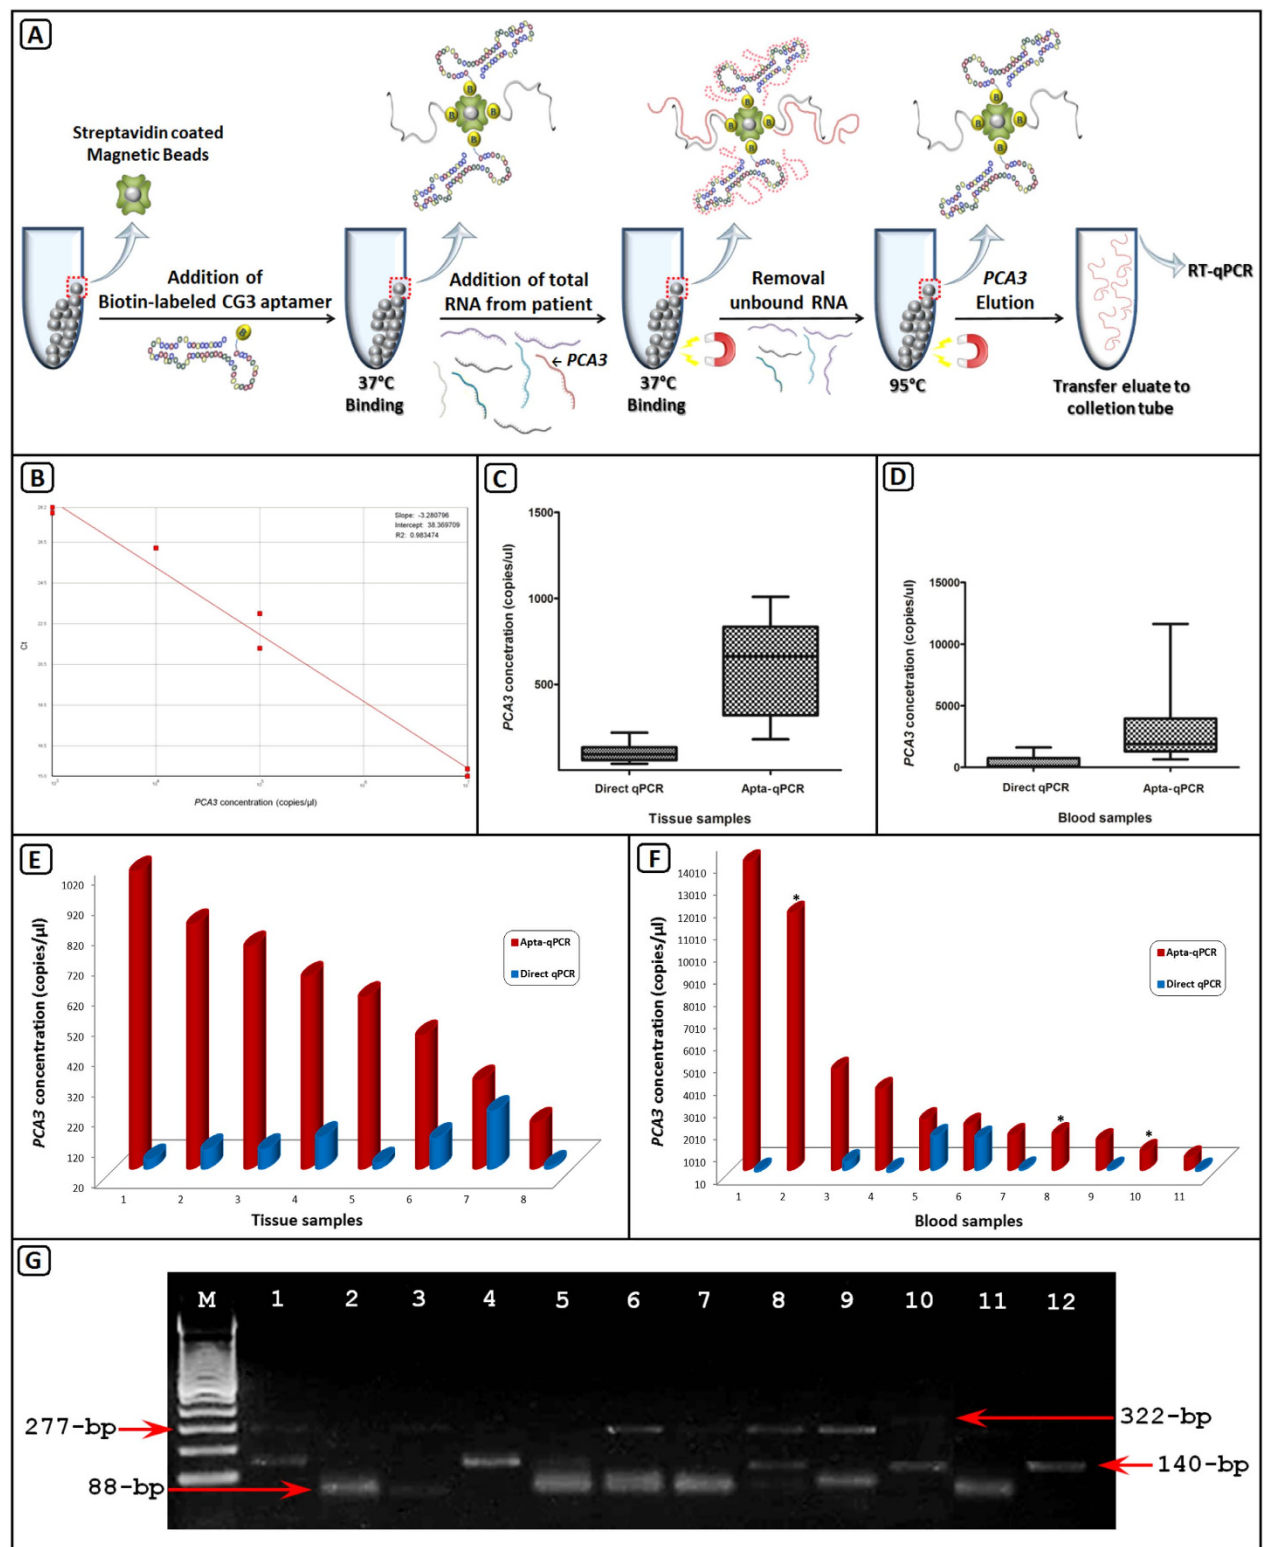 A
Streptavidin coated
Magnetic Beads
Addition of
Biotin-labeled CG3 aptamer
B
B
B
B
B
37°C
Binding
Addition of total
RNA from patient
← PCA3
B
B
B
B
37°C
Binding
Removal
unbound RNA
B
B
B
B
95°C
PCA3
Elution
Transfer eluate to
colletion tube
RT-qPCR
B
Slope: -3.280796
Intercept: 38.369709
R2: 0.983474
Ct
PCA3 concentration (copies/µl)
C
PCA3 concetration (copies/ul)
1500
1000
500
Direct qPCR
Apta-qPCR
Tissue samples
D
PCA3 concetration (copies/ul)
15000
10000
5000
0
Direct qPCR
Apta-qPCR
Blood samples
E
PCA3 concentration (copies/µl)
1020
920
820
720
620
520
420
320
220
120
20
1 2 3 4 5 6 7 8
Tissue samples
Apta-qPCR
Direct qPCR
F
PCA3 concentration (copies/µl)
14010
13010
12010
11010
10010
9010
8010
7010
6010
5010
4010
3010
2010
1010
10
* * *
1 2 3 4 5 6 7 8 9 10 11
Blood samples
Apta-qPCR
Direct qPCR
G
M 1 2 3 4 5 6 7 8 9 10 11 12
277-bp
88-bp
322-bp
140-bp